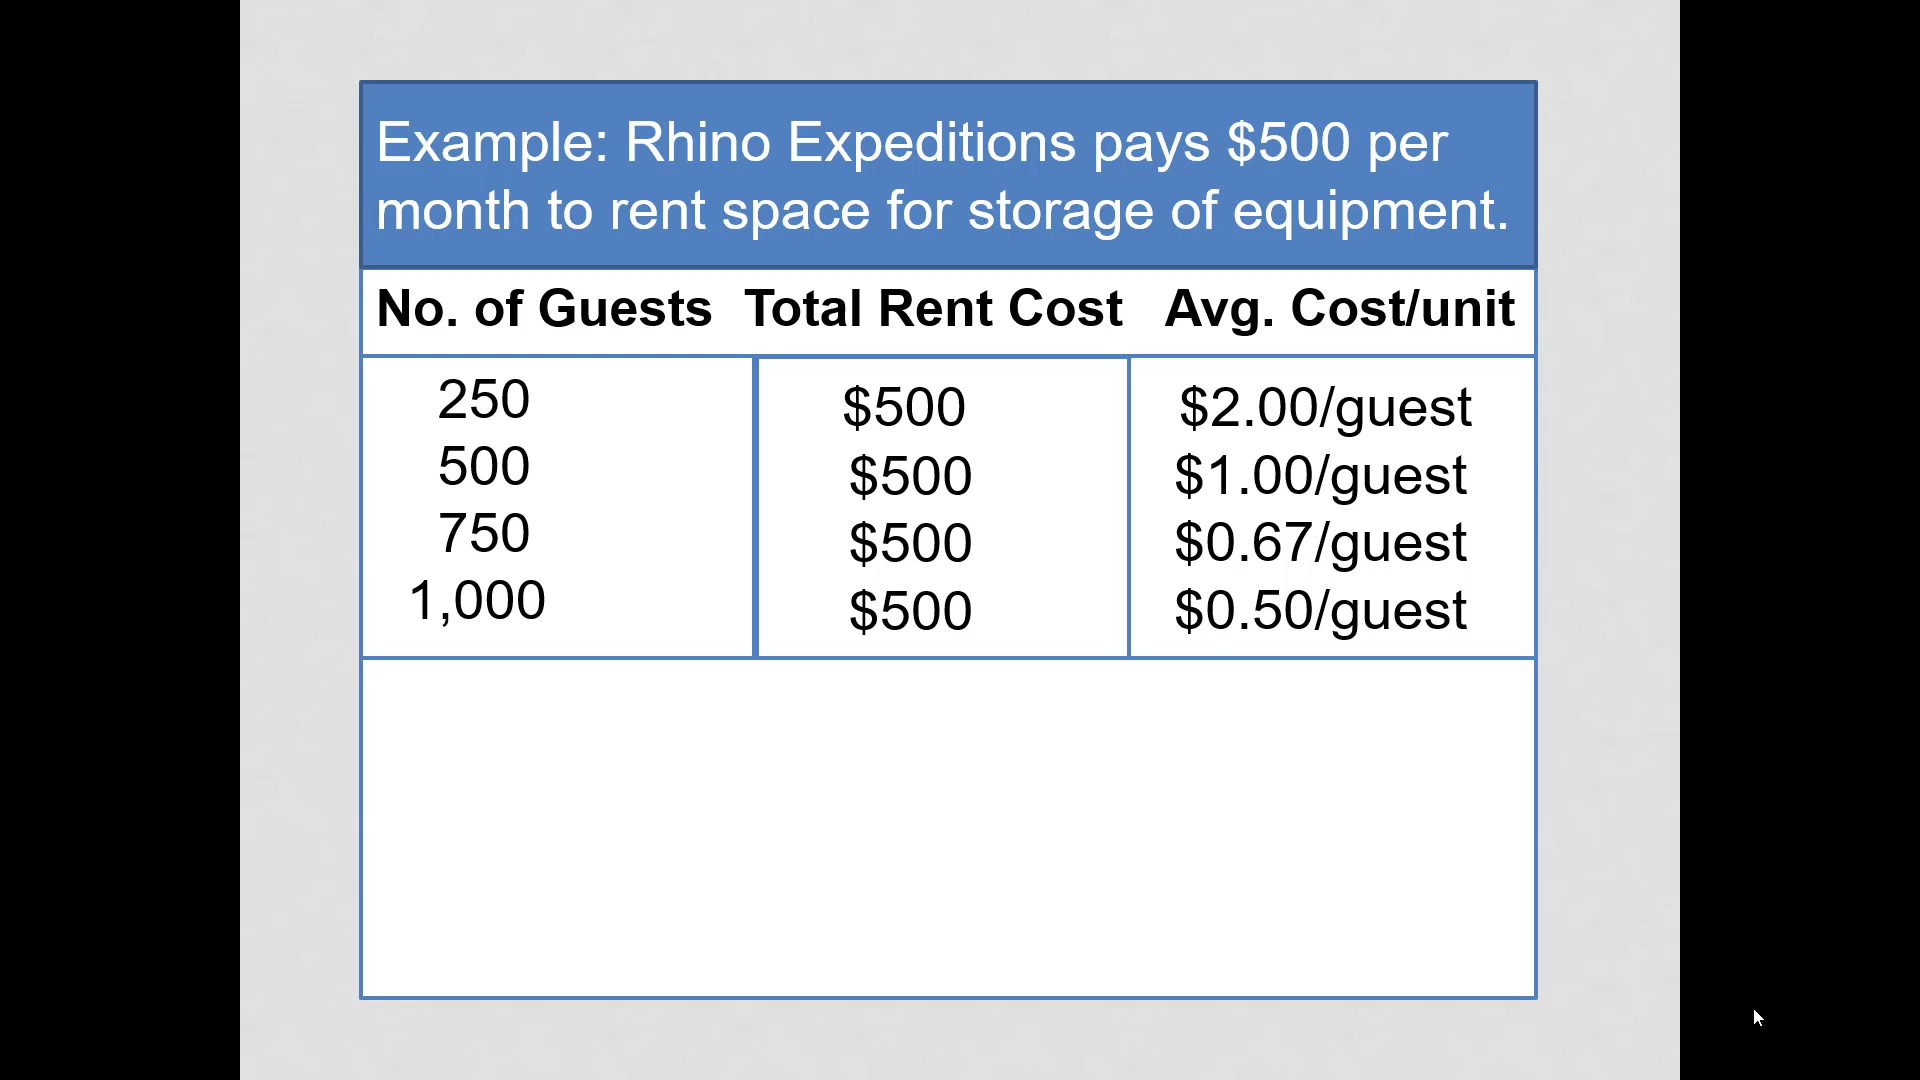 Example: Rhino Expeditions pays $500 per
month to rent space for storage of equipment.
No. of Guests Total Rent Cost Avg. Cost/unit
250 $500 $2.00/guest
500 $500 $1.00/guest
750 $500 $0.67/guest
1,000 $500 $0.50/guest